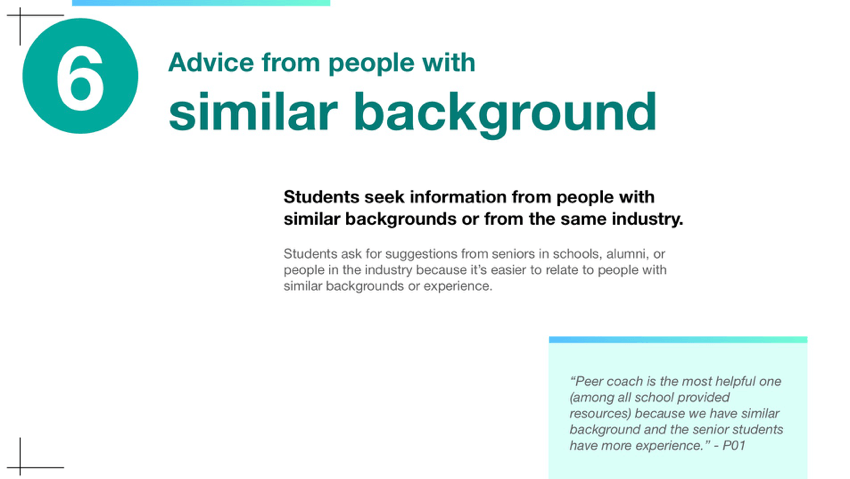 6
Advice from people with
similar background
Students seek information from people with
similar backgrounds or from the same industry.
Students ask for suggestions from seniors in schools, alumni, or
people in the industry because it’s easier to relate to people with
similar backgrounds or experience.
“Peer coach is the most helpful one
(among all school provided
resources) because we have similar
background and the senior students
have more experience.” - P01